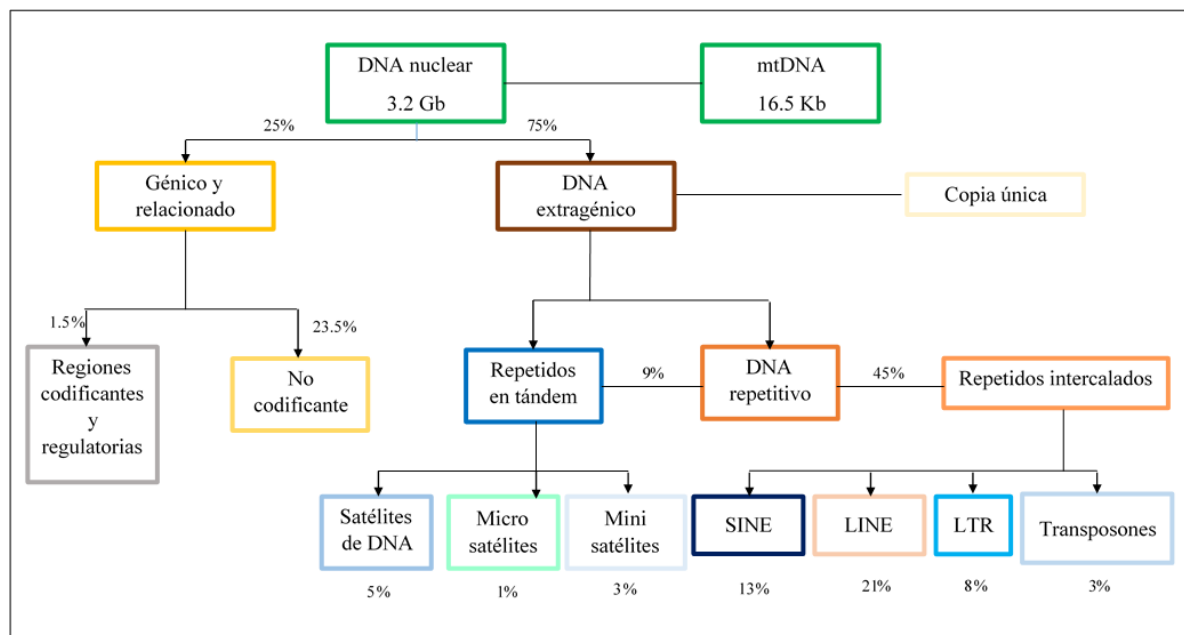 DNA nuclear
3.2 Gb
mtDNA
16.5 Kb
25%
75%
Génico y
relacionado
DNA
extragénico
Copia única
1.5%
23.5%
Regiones
codificantes
y
regulatorias
No
codificante
Repetidos
en tándem
9%
DNA
repetitivo
45%
Repetidos intercalados
Satélites
de DNA
Micro
satélites
Mini
satélites
SINE
LINE
LTR
Transposones
5%
1%
3%
13%
21%
8%
3%